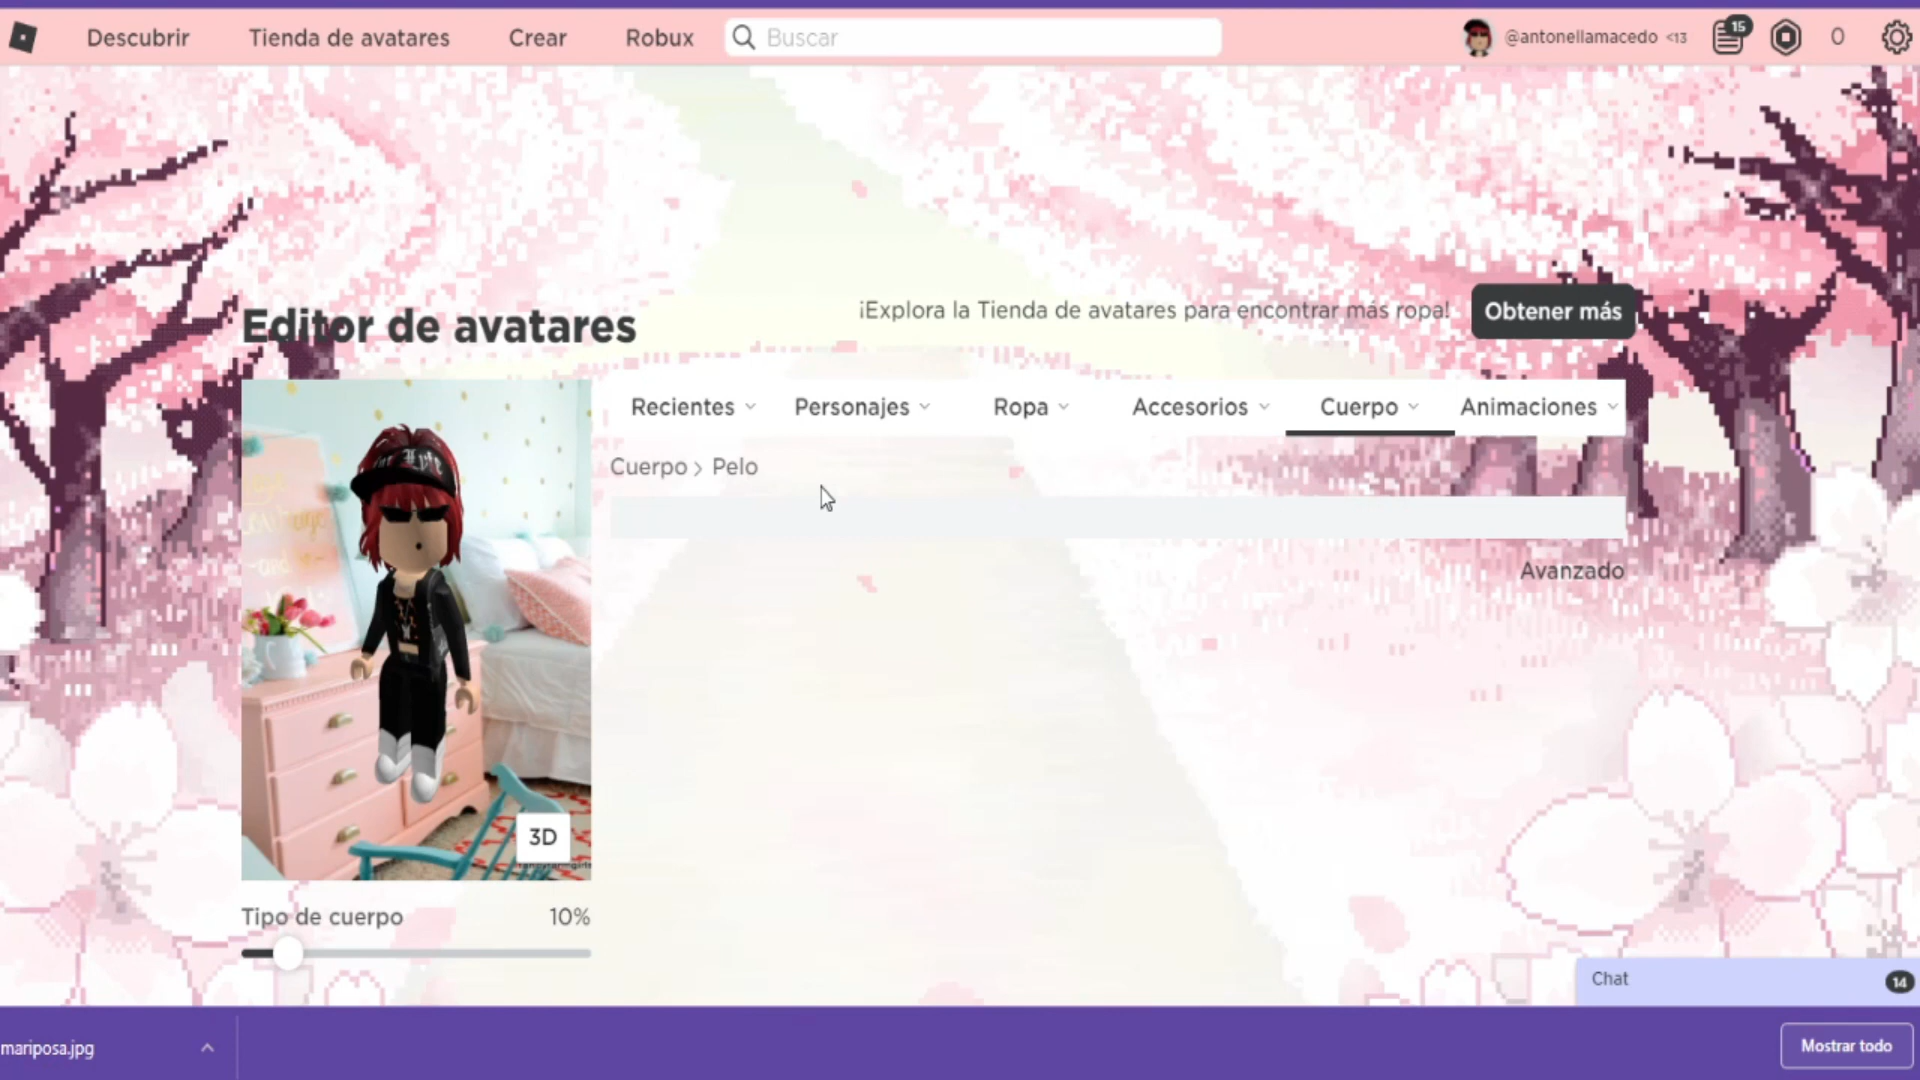 Descubrir
Tienda de avatares
Crear
Robux
Buscar
@antonellamacedo <13
15
0
Editor de avatares
¡Explora la Tienda de avatares para encontrar más ropa!
Obtener más
Recientes
Personajes
Ropa
Accesorios
Cuerpo
Animaciones
Cuerpo > Pelo
Avanzado
3D
Tipo de cuerpo
10%
Chat
14
mariposa.jpg
Mostrar todo